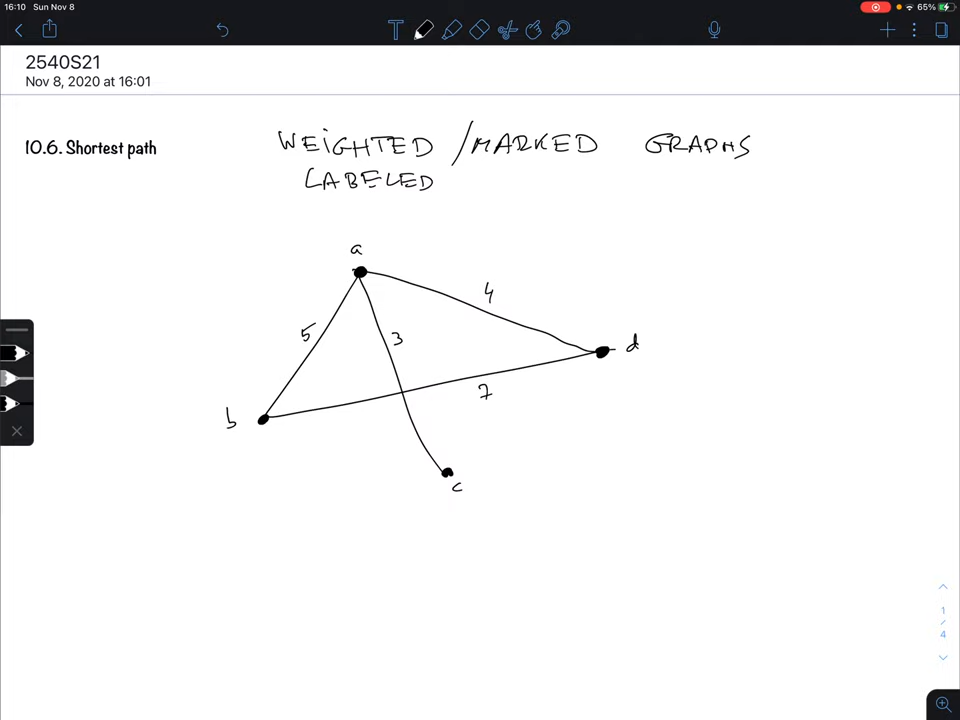 16:10 Sun Nov 8
65%
2540S21
Nov 8, 2020 at 16:01
10.6. Shortest path
WEIGHTED / MARKED GRAPHS
LABELED
a
4
5
3
d
7
b
c
1
/
4